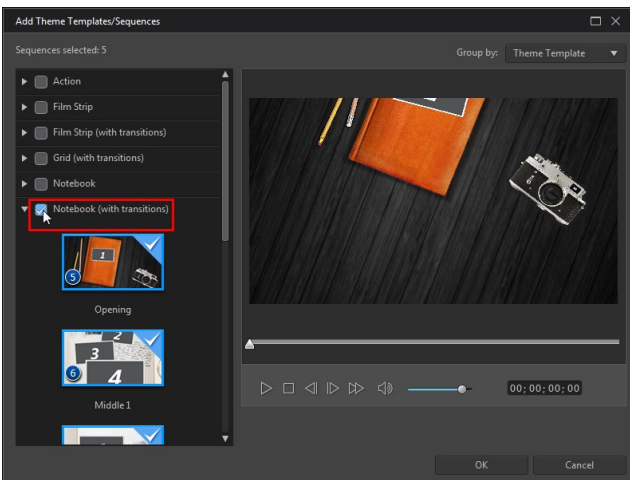 Add Theme Templates/Sequences
Sequences selected: 5
Group by: Theme Template
Action
Film Strip
Film Strip (with transitions)
Grid (with transitions)
Notebook
Notebook (with transitions)
1
5
Opening
2
3
4
6
Middle 1
00; 00; 00; 00
OK Cancel